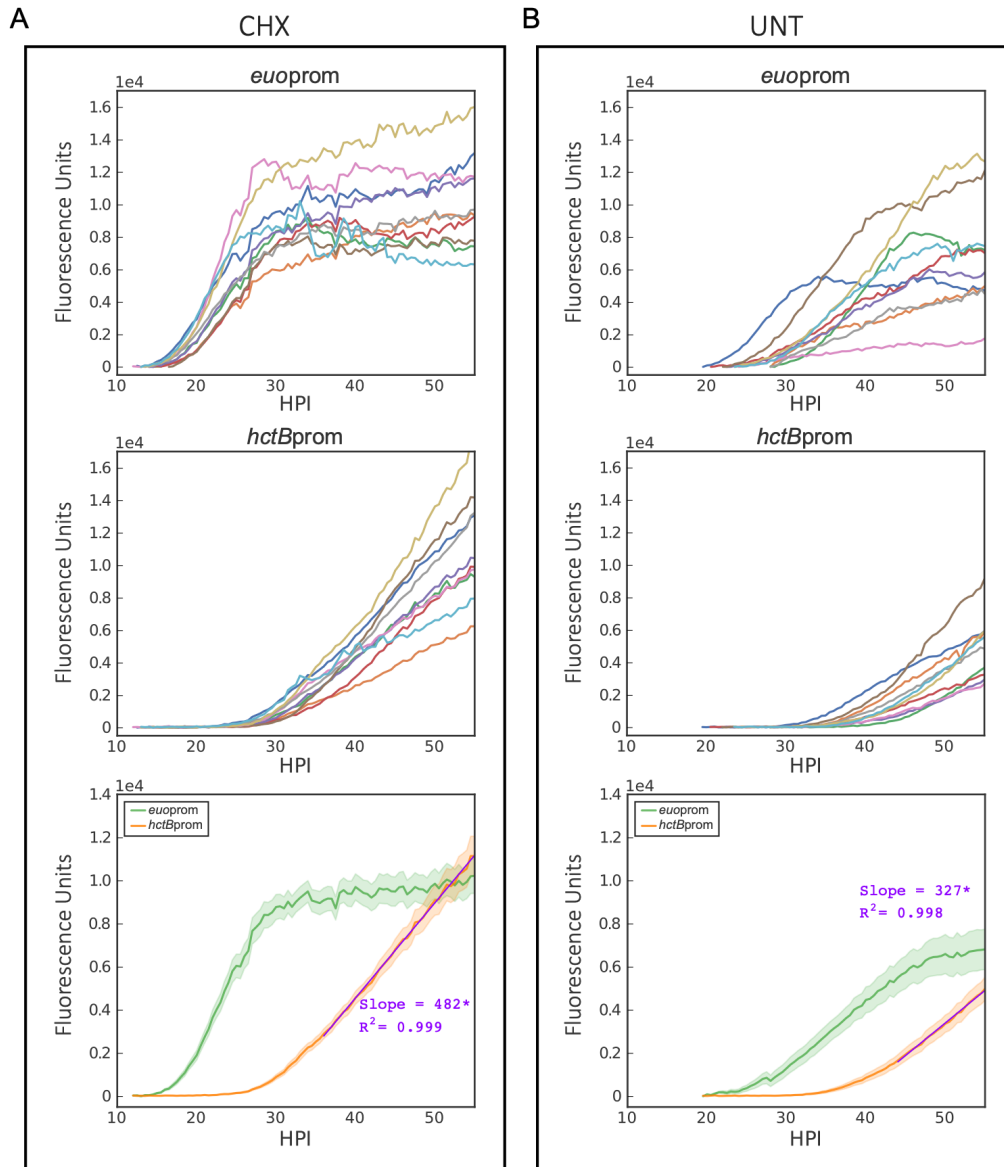 A
CHX
euoprom
1e4
Fluorescence Units
1.6
1.4
1.2
1.0
0.8
0.6
0.4
0.2
0
10 20 30 40 50
HPI
hctBprom
1e4
Fluorescence Units
1.6
1.4
1.2
1.0
0.8
0.6
0.4
0.2
0
10 20 30 40 50
HPI
1e4
Fluorescence Units
1.4
1.2
1.0
0.8
0.6
0.4
0.2
0
euoprom
hctBprom
Slope = 482*
R²= 0.999
10 20 30 40 50
HPI
B
UNT
euoprom
1e4
Fluorescence Units
1.6
1.4
1.2
1.0
0.8
0.6
0.4
0.2
0
10 20 30 40 50
HPI
hctBprom
1e4
Fluorescence Units
1.6
1.4
1.2
1.0
0.8
0.6
0.4
0.2
0
10 20 30 40 50
HPI
1e4
Fluorescence Units
1.4
1.2
1.0
0.8
0.6
0.4
0.2
0
euoprom
hctBprom
Slope = 327*
R²= 0.998
10 20 30 40 50
HPI